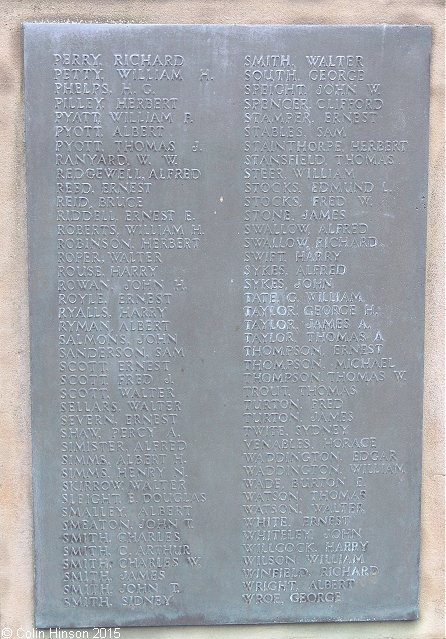 PERRY, RICHARD
PETTY, WILLIAM H.
PHELPS, H. G.
PILLEY, HERBERT
PYATT, WILLIAM F.
PYOTT, ALBERT
PYOTT, THOMAS J.
RANYARD, W. W.
REDGEWELL, ALFRED
REED, ERNEST
REID, BRUCE
RIDDELL, ERNEST E.
ROBERTS, WILLIAM H.
ROBINSON, HERBERT
ROPER, WALTER
ROUSE, HARRY
ROWAN, JOHN H.
ROYLE, ERNEST
RYALLS, HARRY
RYMAN, ALBERT
SALMONS, JOHN
SANDERSON, SAM
SCOTT, ERNEST
SCOTT, FRED J.
SCOTT, WALTER
SELLARS, WALTER
SEVERN, ERNEST
SHAW, PERCY A.
SIMISTER, ALFRED
SIMMS, ALBERT
SIMMS, HENRY N.
SKIRROW, WALTER
SLEIGHT, E. DOUGLAS
SMALLEY, ALBERT
SMEATON, JOHN T.
SMITH, CHARLES
SMITH, C. ARTHUR
SMITH, CHARLES W.
SMITH, JAMES
SMITH, JOHN T.
SMITH, SIDNEY
SMITH, WALTER
SOUTH, GEORGE
SPEIGHT, JOHN W.
SPENCER, CLIFFORD
STAMPER, ERNEST
STABLES, SAM
STAINTHORPE, HERBERT
STANSFIELD, THOMAS
STEER, WILLIAM
STOCKS, EDMUND L.
STOCKS, FRED W.
STONE, JAMES
SWALLOW, ALFRED
SWALLOW, RICHARD
SWIFT, HARRY
SYKES, ALFRED
SYKES, JOHN
TATE, G. WILLIAM
TAYLOR, GEORGE H.
TAYLOR, JAMES A.
TAYLOR, THOMAS A.
THOMPSON, ERNEST
THOMPSON, MICHAEL
THOMPSON, THOMAS W.
TROUT, THOMAS
TURTON, FRED
TURTON, JAMES
TWIGG, SYDNEY
VENABLES, HORACE
WADDINGTON, EDGAR
WADDINGTON, WILLIAM
WADE, BURTON E.
WATSON, THOMAS
WATSON, WALTER
WHITE, ERNEST
WHITELEY, JOHN
WILLCOCK, HARRY
WILSON, WILLIAM
WINFIELD, RICHARD
WRIGHT, ALBERT
WROE, GEORGE
©Colin Hinson 2015